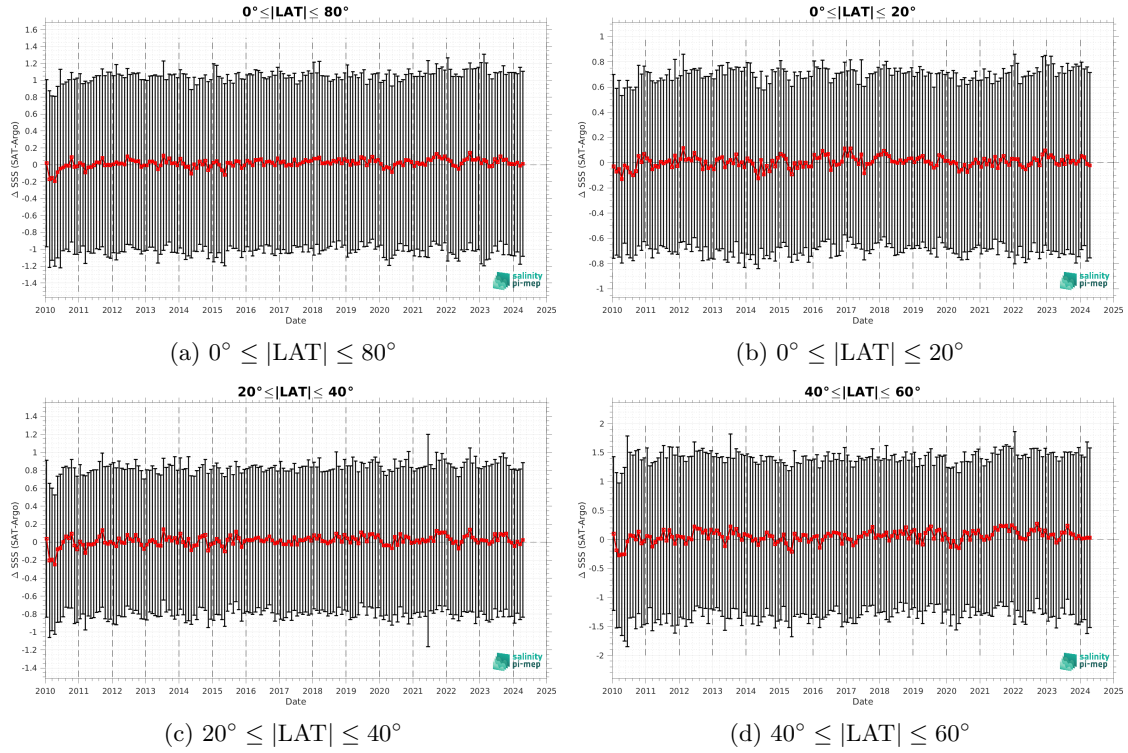 0°≤|LAT|≤ 80°
1.6
1.4
1.2
1
0.8
0.6
0.4
0.2
0
-0.2
-0.4
-0.6
-0.8
-1
-1.2
-1.4
Δ SSS (SAT-Argo)
2010 2011 2012 2013 2014 2015 2016 2017 2018 2019 2020 2021 2022 2023 2024 2025
Date
salinity
pi-mep
(a) 0° ≤ |LAT| ≤ 80°
0°≤|LAT|≤ 20°
1
0.8
0.6
0.4
0.2
0
-0.2
-0.4
-0.6
-0.8
-1
Δ SSS (SAT-Argo)
2010 2011 2012 2013 2014 2015 2016 2017 2018 2019 2020 2021 2022 2023 2024 2025
Date
salinity
pi-mep
(b) 0° ≤ |LAT| ≤ 20°
20°≤|LAT|≤ 40°
1.4
1.2
1
0.8
0.6
0.4
0.2
0
-0.2
-0.4
-0.6
-0.8
-1
-1.2
-1.4
Δ SSS (SAT-Argo)
2010 2011 2012 2013 2014 2015 2016 2017 2018 2019 2020 2021 2022 2023 2024 2025
Date
salinity
pi-mep
(c) 20° ≤ |LAT| ≤ 40°
40°≤|LAT|≤ 60°
2
1.5
1
0.5
0
-0.5
-1
-1.5
-2
Δ SSS (SAT-Argo)
2010 2011 2012 2013 2014 2015 2016 2017 2018 2019 2020 2021 2022 2023 2024 2025
Date
salinity
pi-mep
(d) 40° ≤ |LAT| ≤ 60°